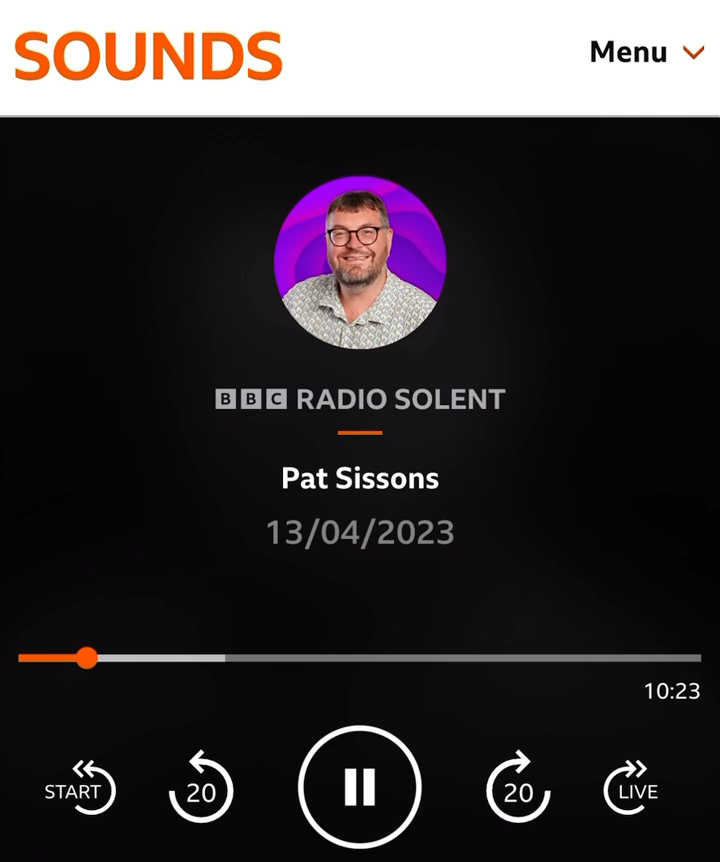 SOUNDS
Menu
BBC RADIO SOLENT
Pat Sissons
13/04/2023
10:23
START
20
20
LIVE